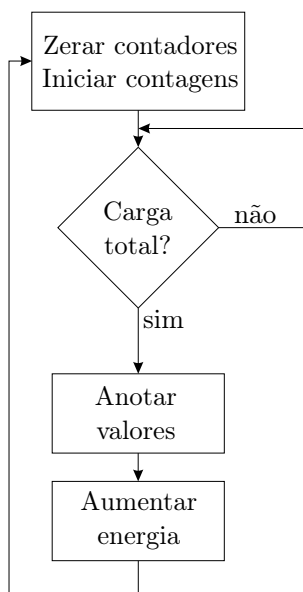 Zerar contadores
Iniciar contagens
Carga
total?
não
sim
Anotar
valores
Aumentar
energia